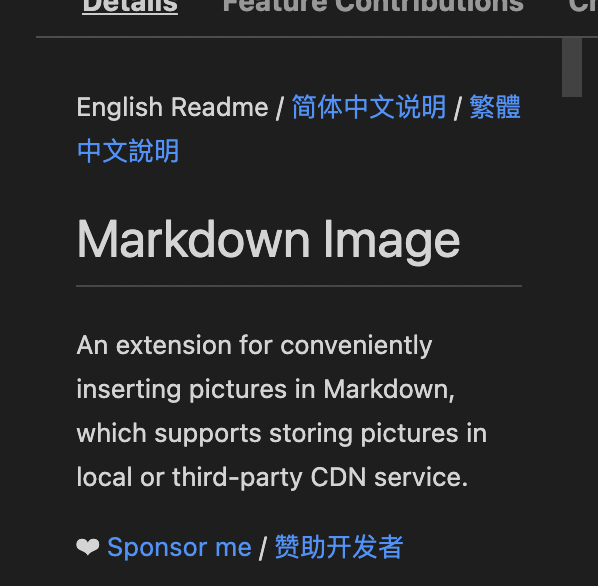 Details Feature Contributions
English Readme / 简体中文说明 / 繁體
中文說明
Markdown Image
An extension for conveniently
inserting pictures in Markdown,
which supports storing pictures in
local or third-party CDN service.
❤ Sponsor me / 赞助开发者